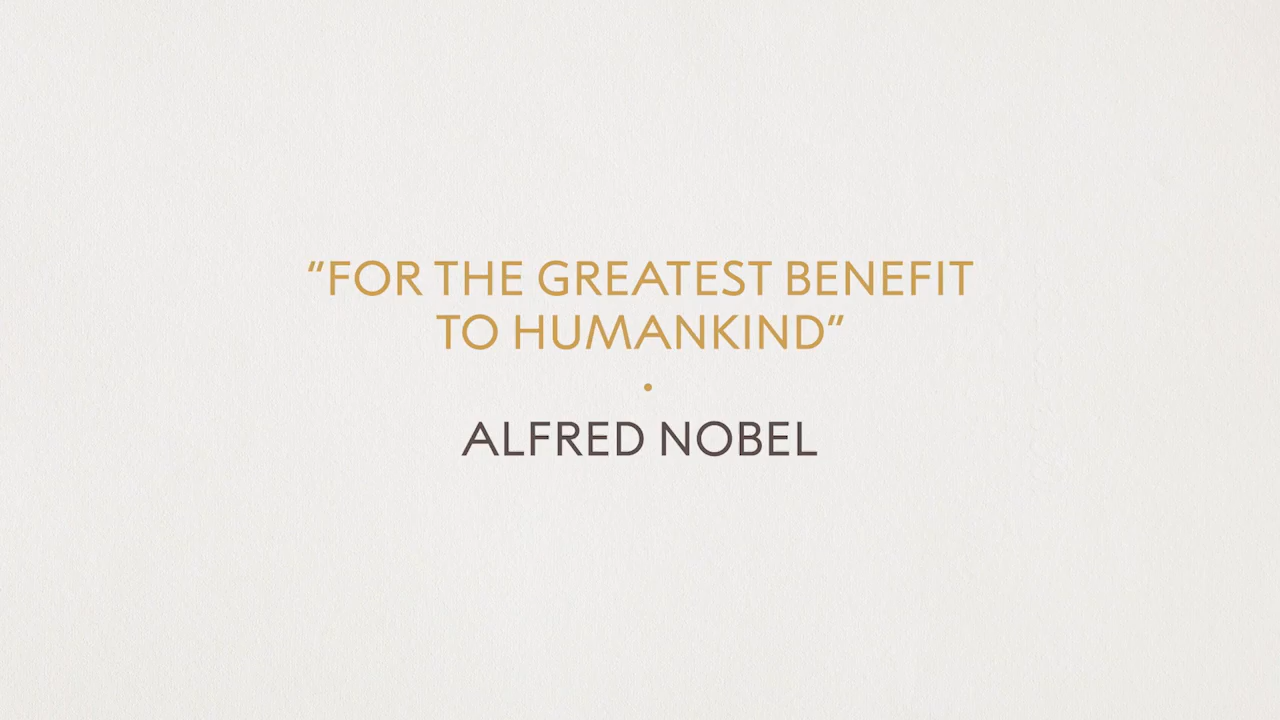 “FOR THE GREATEST BENEFIT
TO HUMANKIND”
•
ALFRED NOBEL